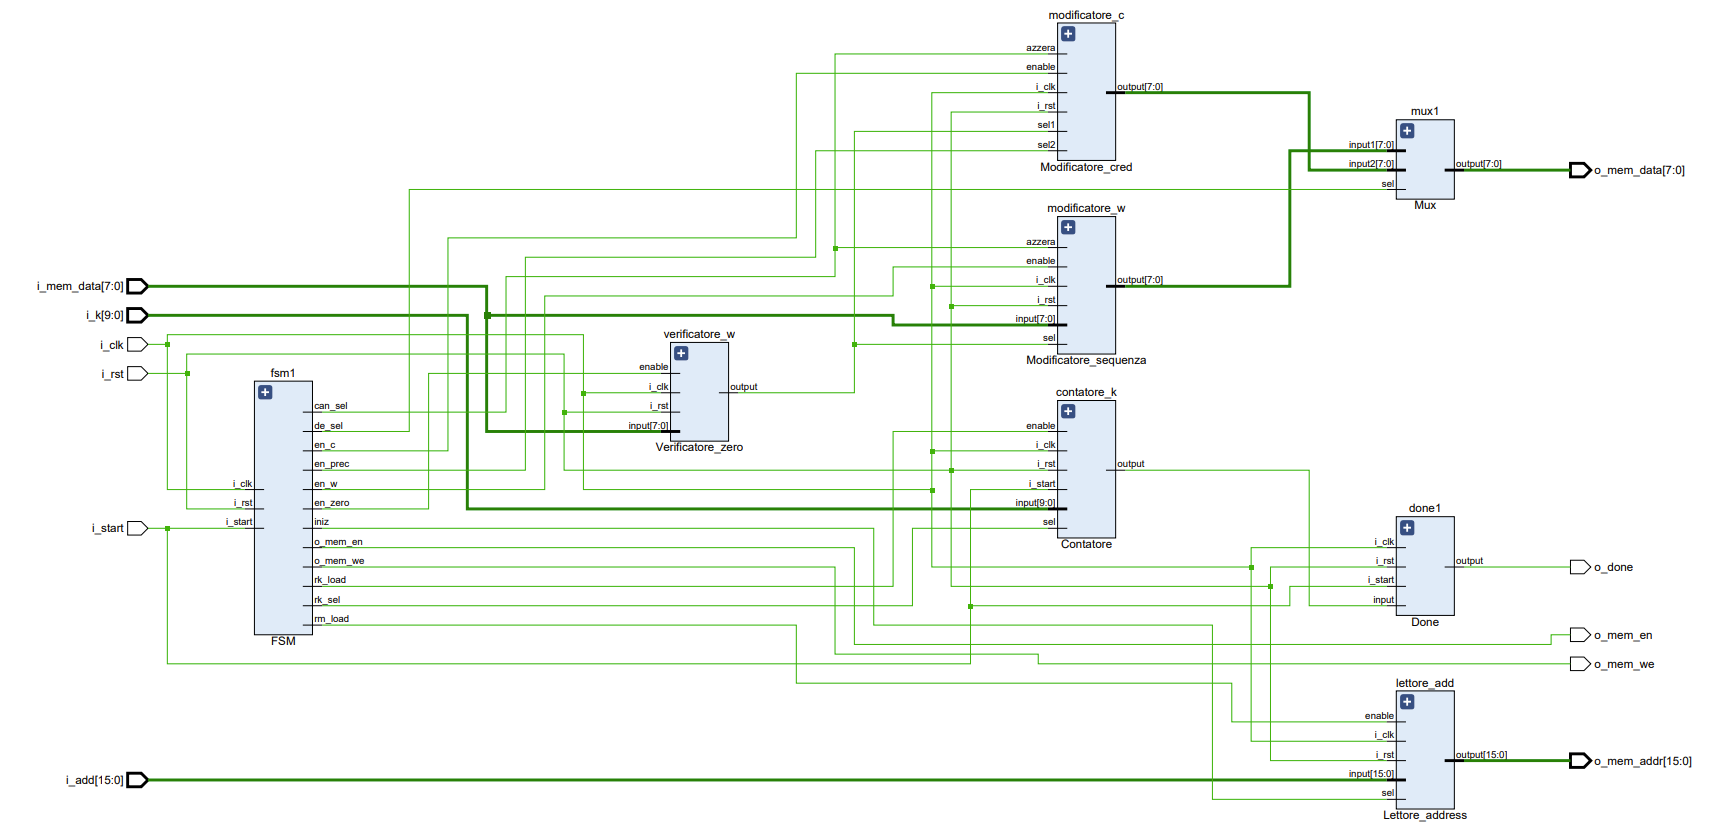 modificatore_c
azzera
enable
i_clk
i_rst
sel1
sel2
output[7:0]
Modificatore_cred
mux1
input1[7:0]
input2[7:0]
sel
output[7:0]
Mux
o_mem_data[7:0]
modificatore_w
azzera
enable
i_clk
i_rst
input[7:0]
sel
output[7:0]
Modificatore_sequenza
i_mem_data[7:0]
i_k[9:0]
i_clk
i_rst
i_start
verificatore_w
enable
i_clk
i_rst
input[7:0]
output
Verificatore_zero
fsm1
i_clk
i_rst
i_start
can_sel
de_sel
en_c
en_prec
en_w
en_zero
iniz
o_mem_en
o_mem_we
rk_load
rk_sel
rm_load
FSM
contatore_k
enable
i_clk
i_rst
i_start
input[9:0]
sel
output
Contatore
done1
i_clk
i_rst
i_start
input
output
Done
o_done
o_mem_en
o_mem_we
lettore_add
enable
i_clk
i_rst
input[15:0]
sel
output[15:0]
Lettore_address
o_mem_addr[15:0]
i_add[15:0]